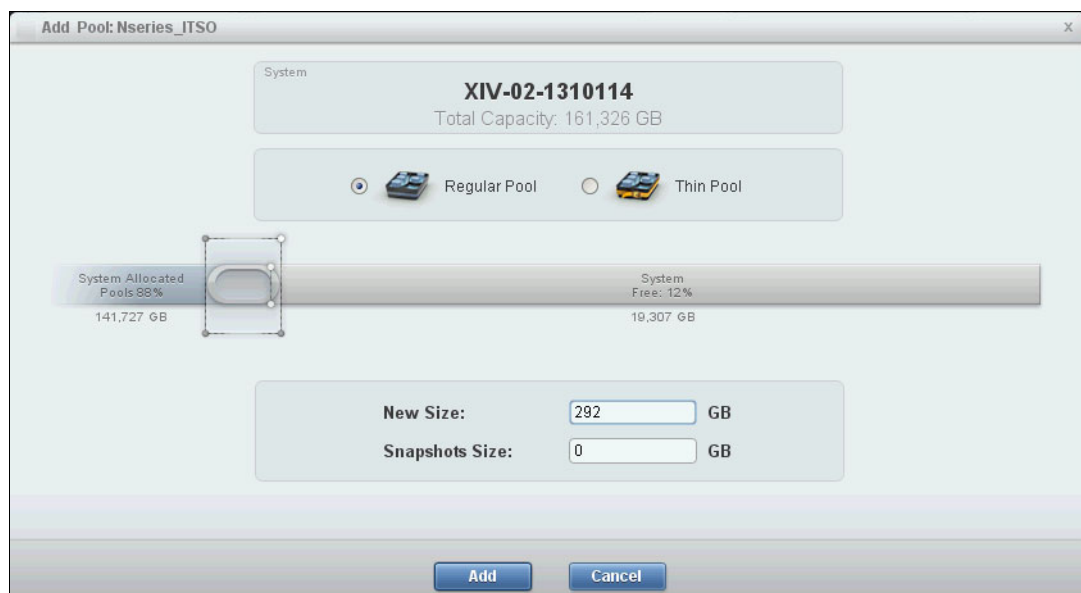 Add Pool: Nseries_ITSO
x
System
XIV-02-1310114
Total Capacity: 161,326 GB
Regular Pool
Thin Pool
System Allocated
Pools 88%
141,727 GB
System
Free: 12%
19,307 GB
New Size: 292 GB
Snapshots Size: 0 GB
Add
Cancel